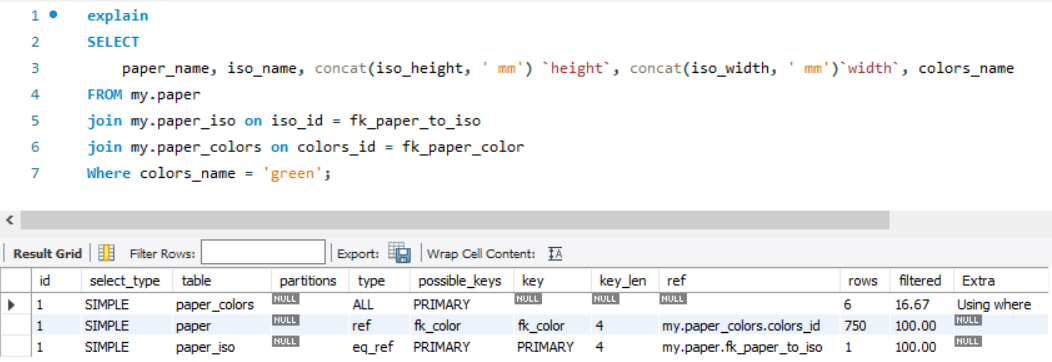 1 explain
2 SELECT
3 paper_name, iso_name, concat(iso_height, ' mm') `height`, concat(iso_width, ' mm')`width`, colors_name
4 FROM my.paper
5 join my.paper_iso on iso_id = fk_paper_to_iso
6 join my.paper_colors on colors_id = fk_paper_color
7 Where colors_name = 'green';
Result Grid Filter Rows: Export: Wrap Cell Content: IA
id select_type table partitions type possible_keys key key_len ref rows filtered Extra
1 SIMPLE paper_colors NULL ALL PRIMARY NULL NULL NULL 6 16.67 Using where
1 SIMPLE paper NULL ref fk_color fk_color 4 my.paper_colors.colors_id 750 100.00 NULL
1 SIMPLE paper_iso NULL eq_ref PRIMARY PRIMARY 4 my.paper.fk_paper_to_iso 1 100.00 NULL